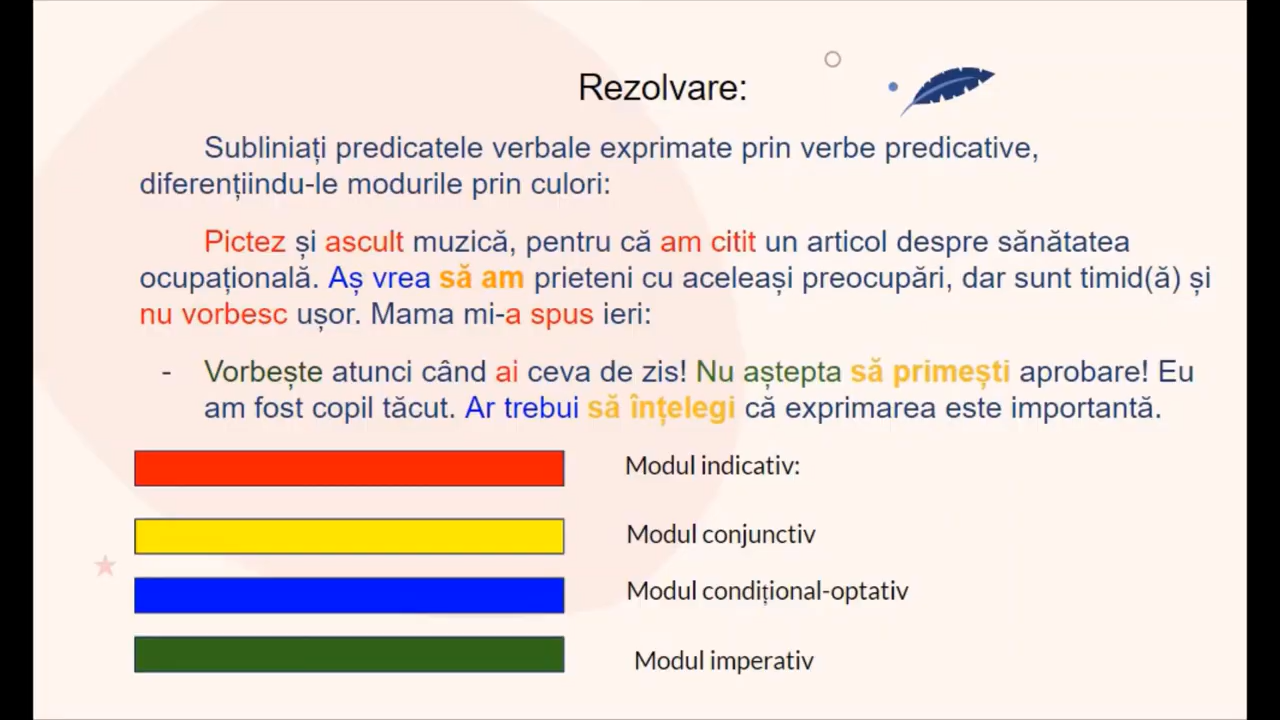 Rezolvare:
Subliniați predicatele verbale exprimate prin verbe predicative,
diferențiindu-le modurile prin culori:
Pictez și ascult muzică, pentru că am citit un articol despre sănătatea
ocupațională. Aș vrea să am prieteni cu aceleași preocupări, dar sunt timid(ă) și
nu vorbesc ușor. Mama mi-a spus ieri:
- Vorbește atunci când ai ceva de zis! Nu aștepta să primești aprobare! Eu
am fost copil tăcut. Ar trebui să înțelegi că exprimarea este importantă.
Modul indicativ:
Modul conjunctiv
Modul condițional-optativ
Modul imperativ